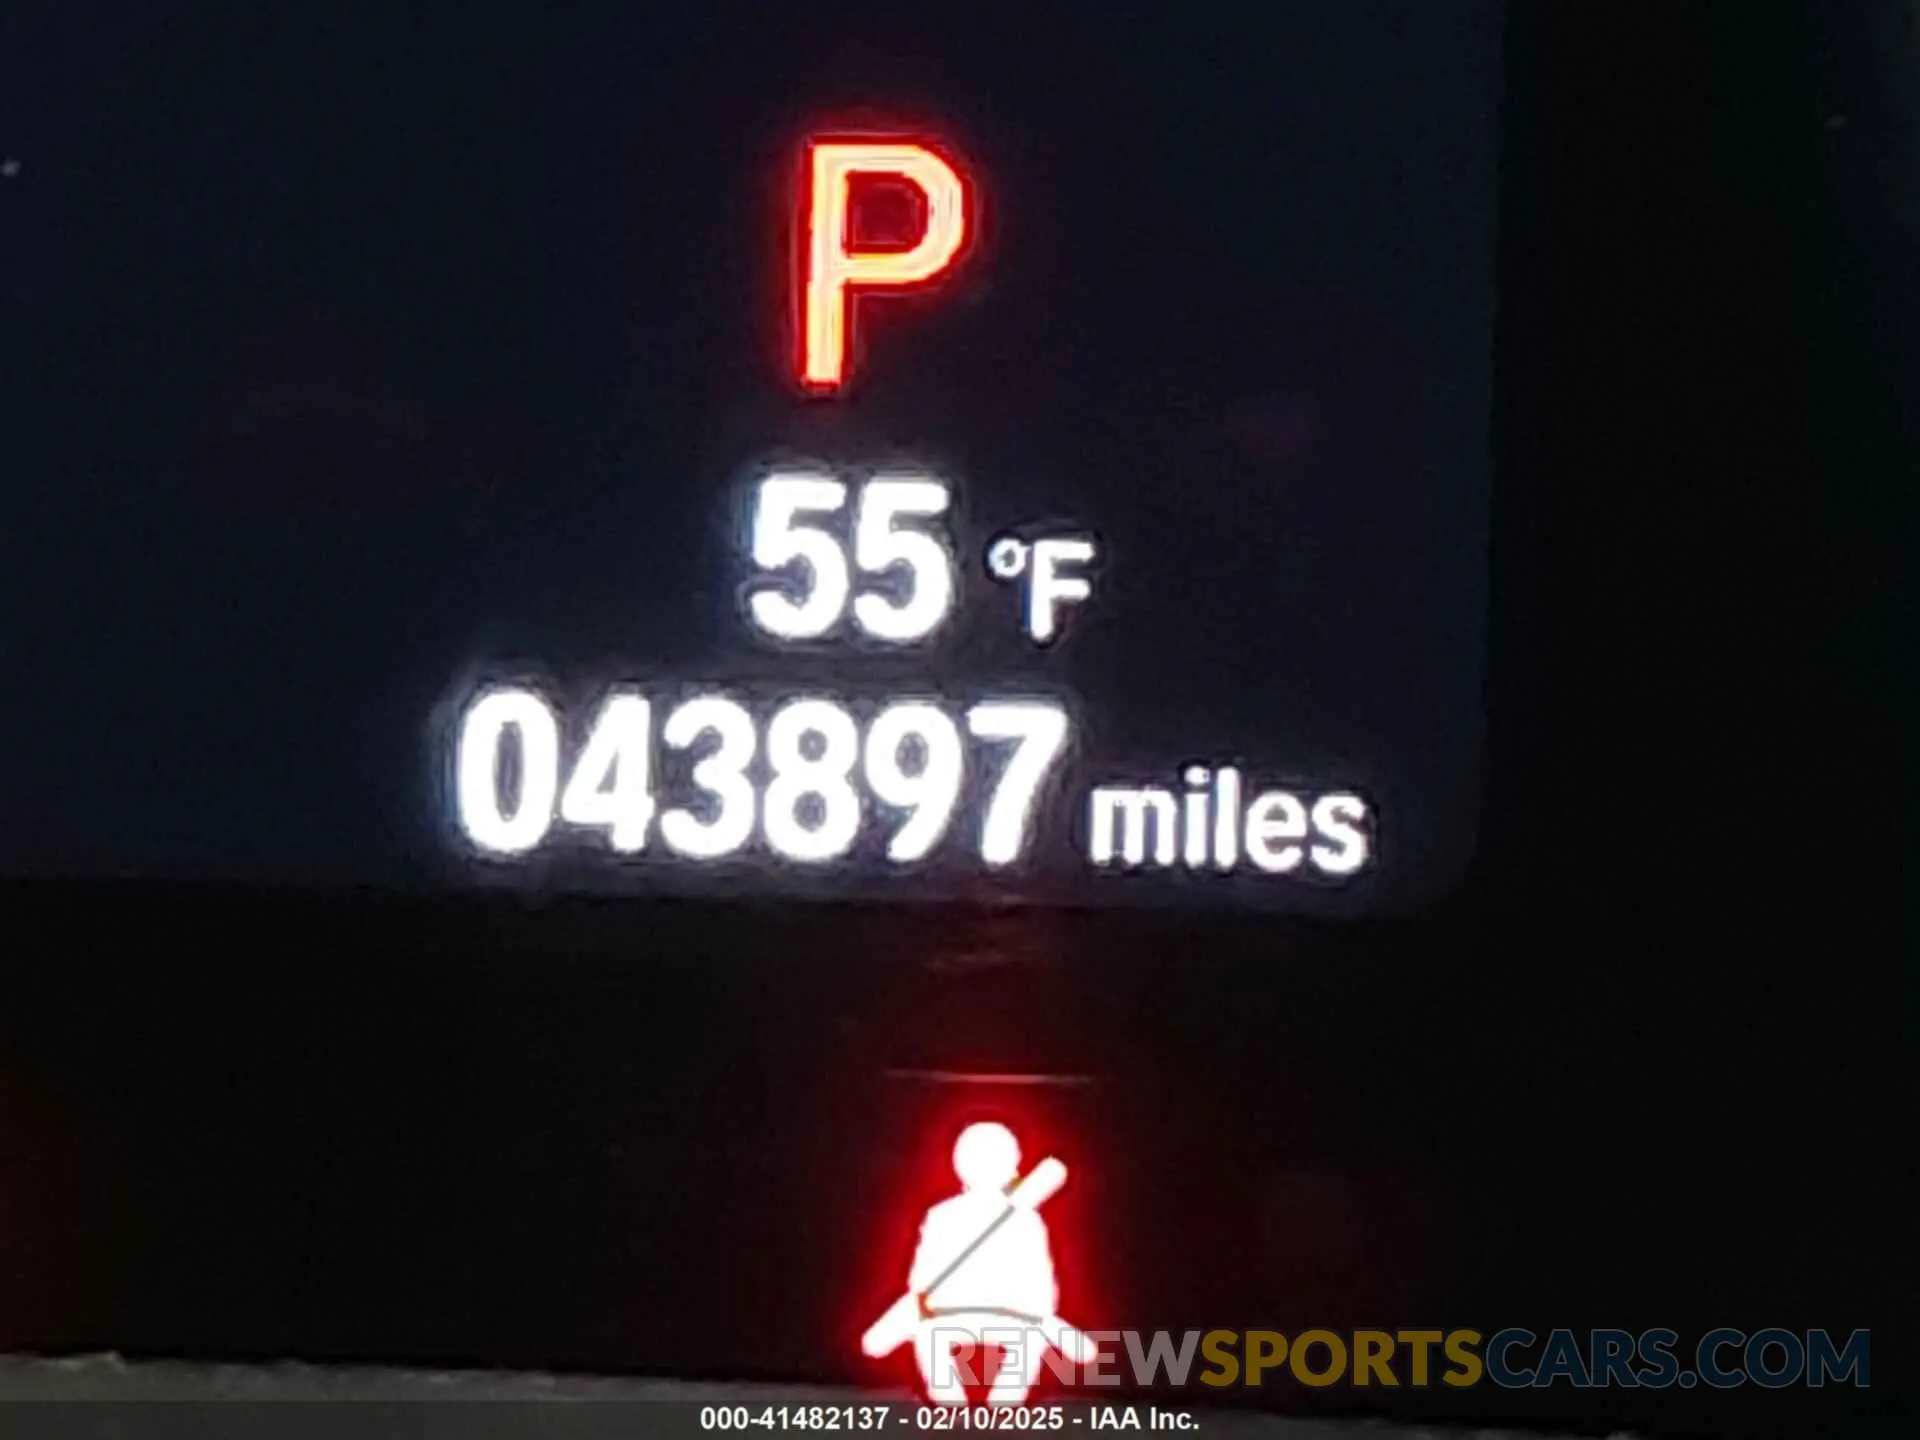 P
55 °F
043897 miles
RENEWSPORTSCARS.COM
000-41482137 - 02/10/2025 - IAA Inc.